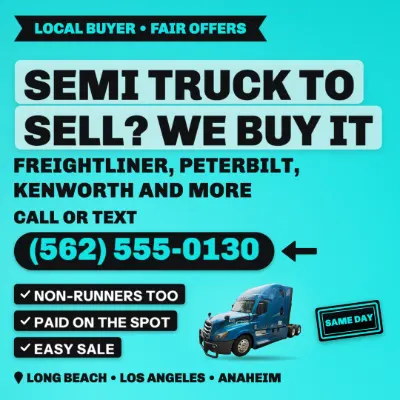 LOCAL BUYER • FAIR OFFERS
SEMI TRUCK TO
SELL? WE BUY IT
FREIGHTLINER, PETERBILT,
KENWORTH AND MORE
CALL OR TEXT
(562) 555-0130
NON-RUNNERS TOO
PAID ON THE SPOT
EASY SALE
SAME DAY
LONG BEACH • LOS ANGELES • ANAHEIM